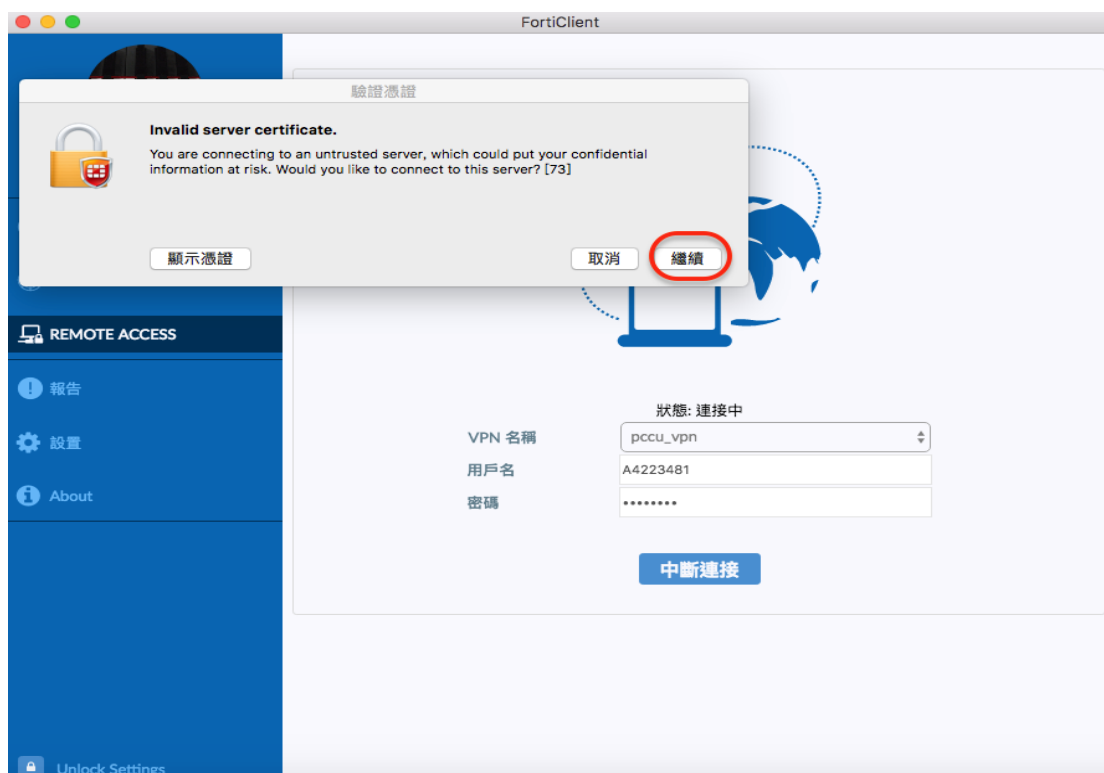 FortiClient
驗證憑證
Invalid server certificate.
You are connecting to an untrusted server, which could put your confidential
information at risk. Would you like to connect to this server? [73]
顯示憑證
取消
繼續
REMOTE ACCESS
報告
設置
About
狀態: 連接中
VPN 名稱
pccu_vpn
用戶名
A4223481
密碼
••••••••
中斷連接
Unlock Settings